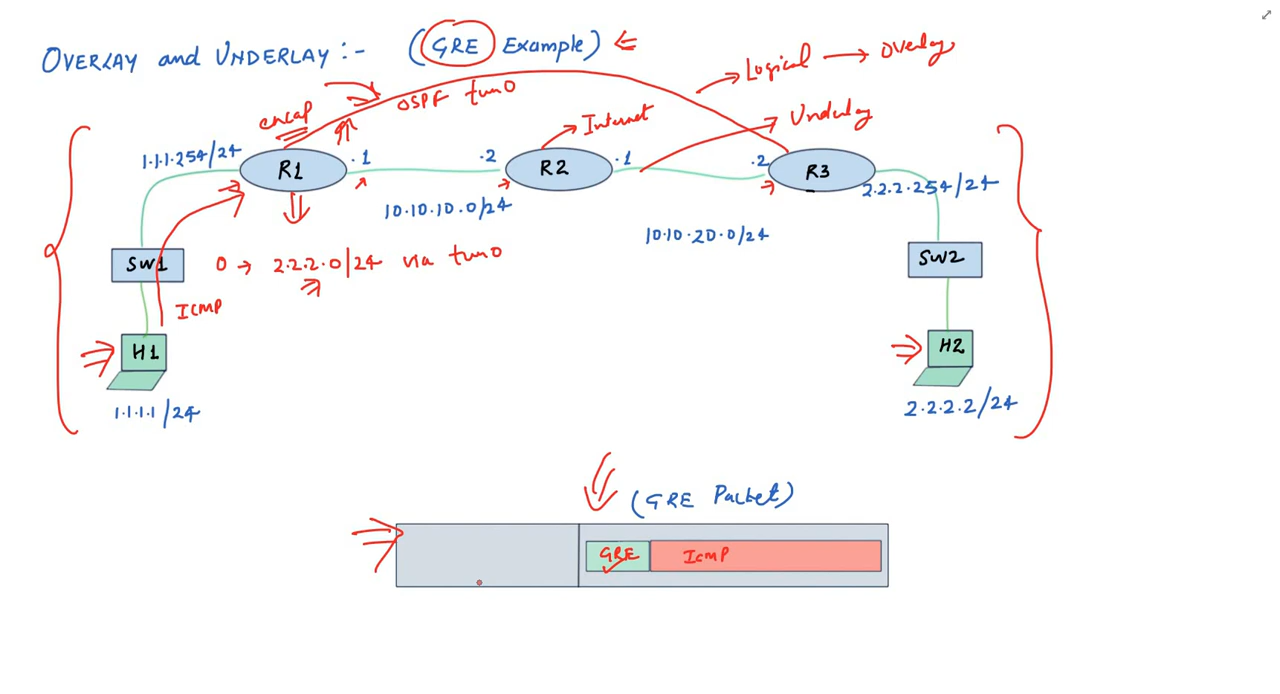 OVERLAY and UNDERLAY :- (GRE Example)
Logical → Overlay
OSPF tun0
encap
Internet
Underlay
1.1.1.254/24
R1
.1
.2
R2
.1
.2
R3
2.2.2.254/24
10.10.10.0/24
10.10.20.0/24
SW1
O → 2.2.2.0/24 via tun0
SW2
ICMP
H1
H2
1.1.1.1/24
2.2.2.2/24
(GRE Packet)
GRE
ICMP